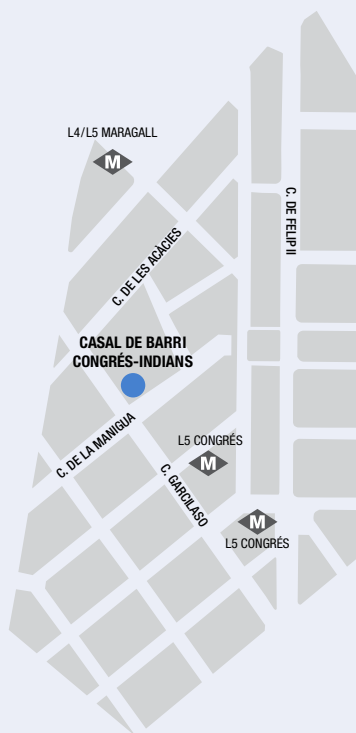 L4/L5 MARAGALL
M
C. DE FELIP II
C. DE LES ACÀCIES
CASAL DE BARRI
CONGRÉS-INDIANS
C. DE LA MANIGUA
L5 CONGRÉS
M
C. GARCILASO
M
L5 CONGRÉS